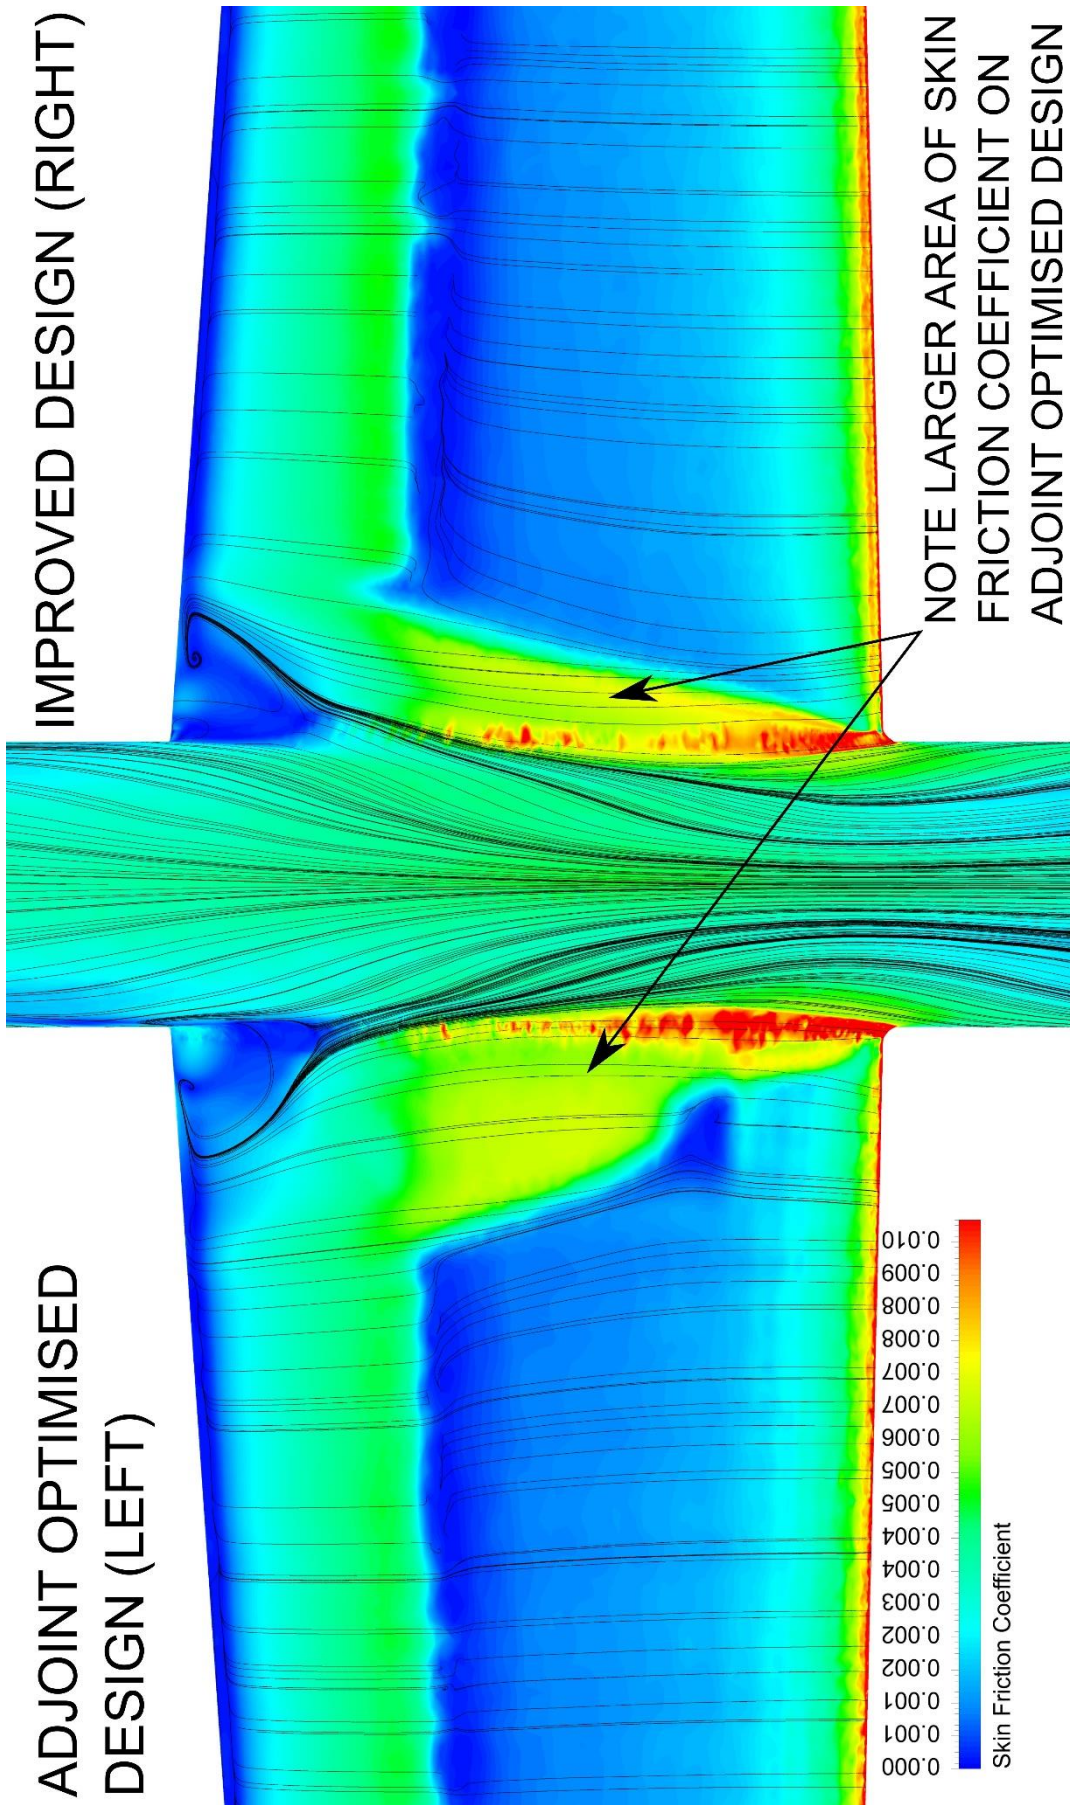 ADJOINT OPTIMISED
DESIGN (LEFT)
IMPROVED DESIGN (RIGHT)
NOTE LARGER AREA OF SKIN
FRICTION COEFFICIENT ON
ADJOINT OPTIMISED DESIGN
0.000
0.001
0.001
0.002
0.002
0.003
0.004
0.004
0.005
0.005
0.006
0.007
0.007
0.008
0.008
0.009
0.010
Skin Friction Coefficient